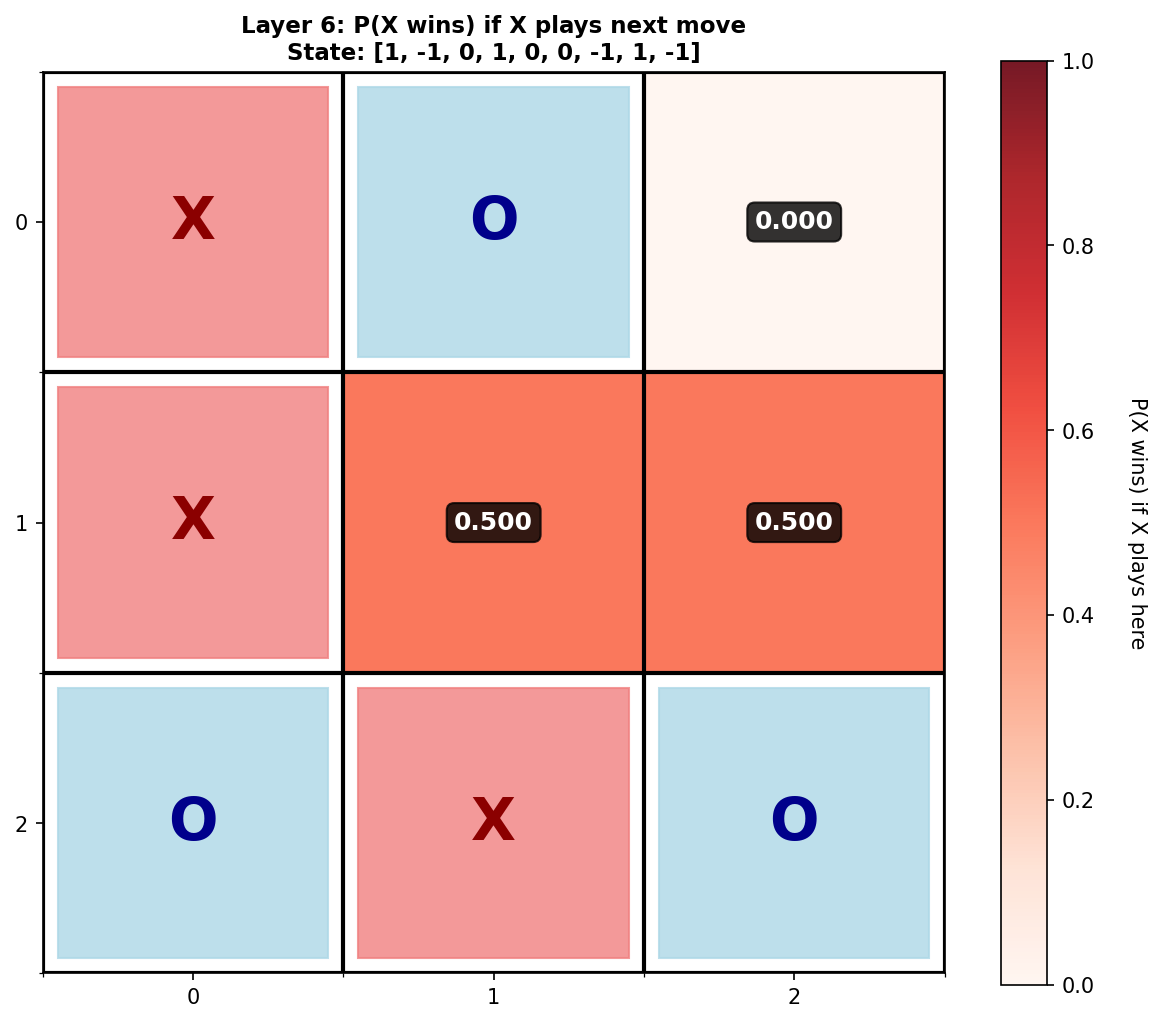 Layer 6: P(X wins) if X plays next move
State: [1, -1, 0, 1, 0, 0, -1, 1, -1]
X O 0.000
X 0.500 0.500
O X O
0
1
2
0 1 2
1.0
0.8
0.6
0.4
0.2
0.0
P(X wins) if X plays here